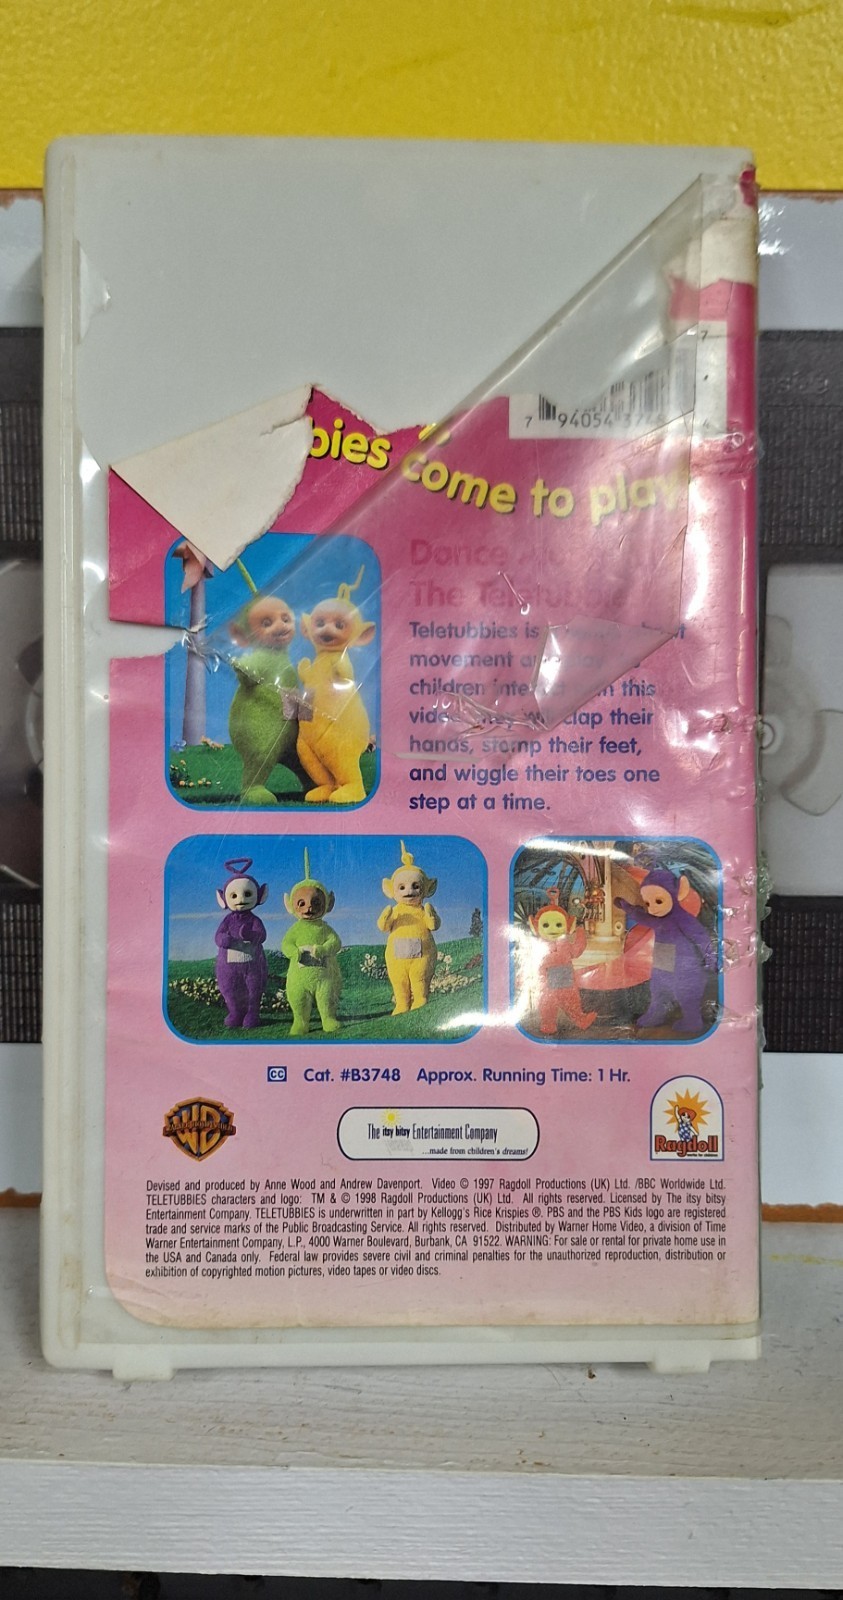 7
7 94054 4
bies come to play
Dance
The Teletubbies
Teletubbies is
movement
children this
clap their
hands, stomp their feet,
and wiggle their toes one
step at a time.
CC Cat. #B3748 Approx. Running Time: 1 Hr.
WB
The itsy bitsy Entertainment Company
...made from children's dreams!
Ragdoll
Devised and produced by Anne Wood and Andrew Davenport. Video © 1997 Ragdoll Productions (UK) Ltd. /BBC Worldwide Ltd.
TELETUBBIES characters and logo: TM & © 1998 Ragdoll Productions (UK) Ltd. All rights reserved. Licensed by The itsy bitsy
Entertainment Company. TELETUBBIES is underwritten in part by Kellogg's Rice Krispies ®. PBS and the PBS Kids logo are registered
trade and service marks of the Public Broadcasting Service. All rights reserved. Distributed by Warner Home Video, a division of Time
Warner Entertainment Company, L.P., 4000 Warner Boulevard, Burbank, CA 91522. WARNING: For sale or rental for private home use in
the USA and Canada only. Federal law provides severe civil and criminal penalties for the unauthorized reproduction, distribution or
exhibition of copyrighted motion pictures, video tapes or video discs.